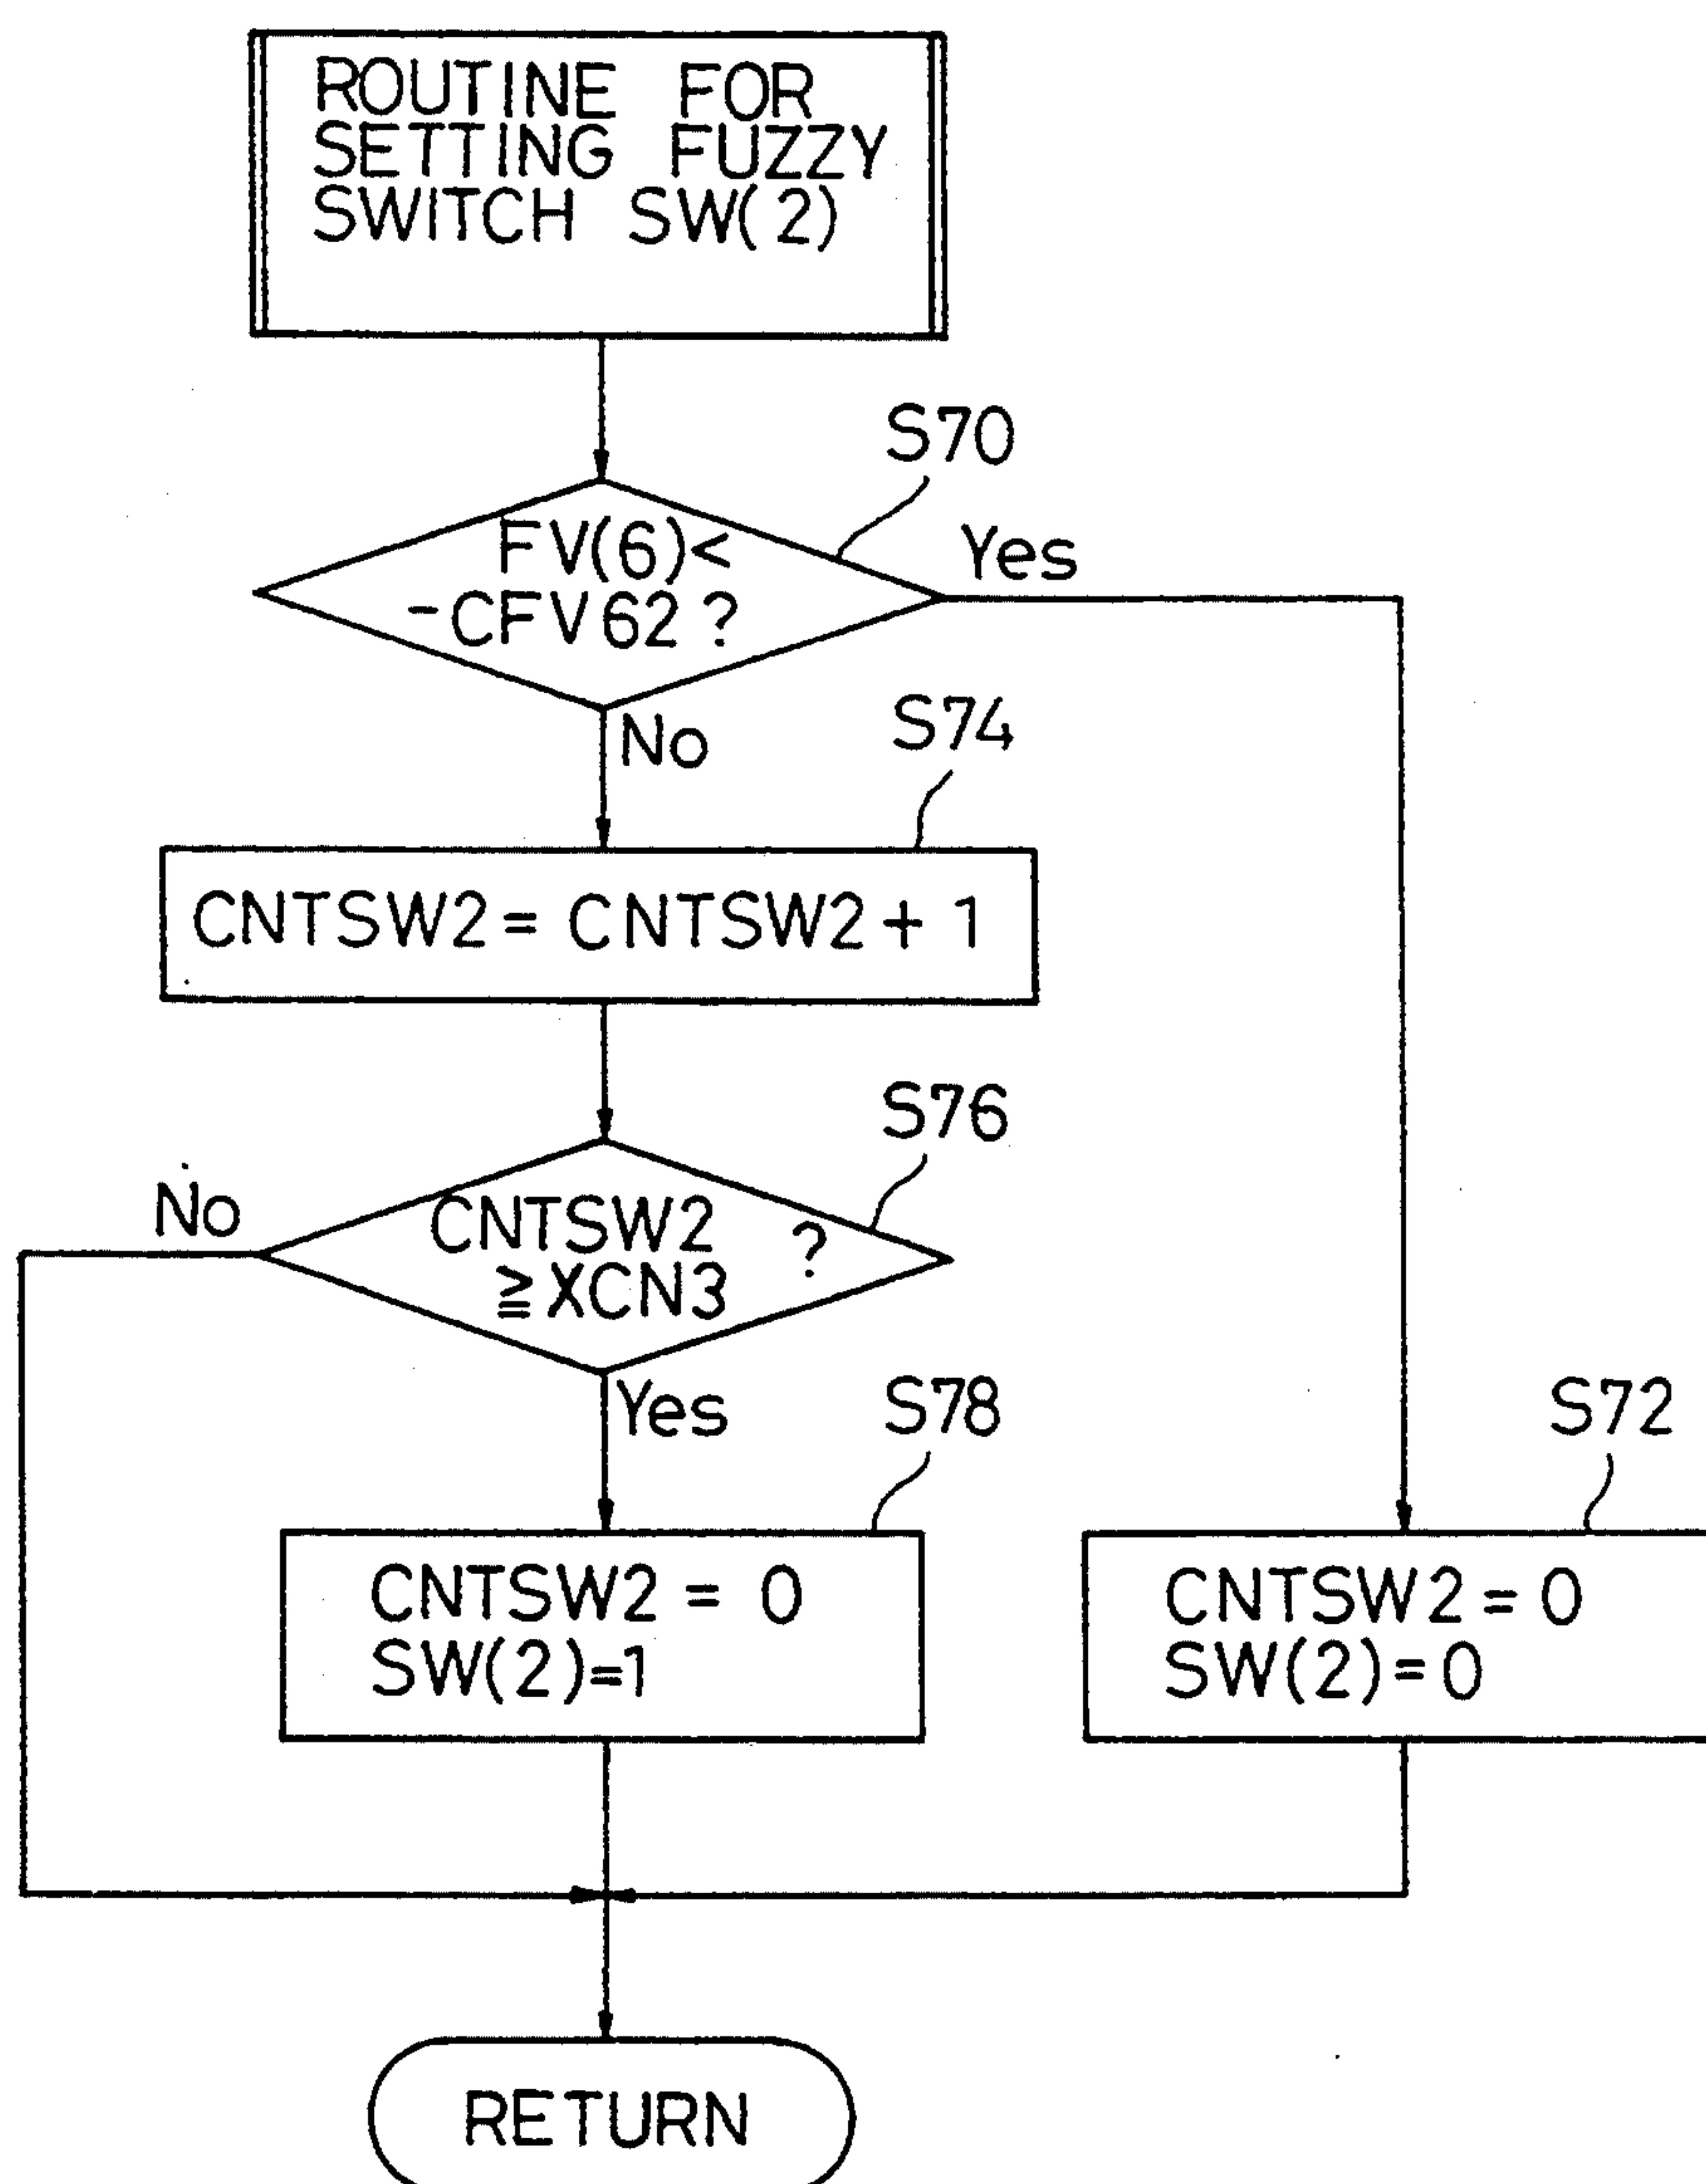 ROUTINE FOR
SETTING FUZZY
SWITCH SW(2)
S70
FV(6)<
-CFV62?
Yes
No
S74
CNTSW2 = CNTSW2 + 1
S76
No
CNTSW2 ?
≧XCN3
Yes
S78
CNTSW2 = 0
SW(2)=1
S72
CNTSW2 = 0
SW(2)=0
RETURN